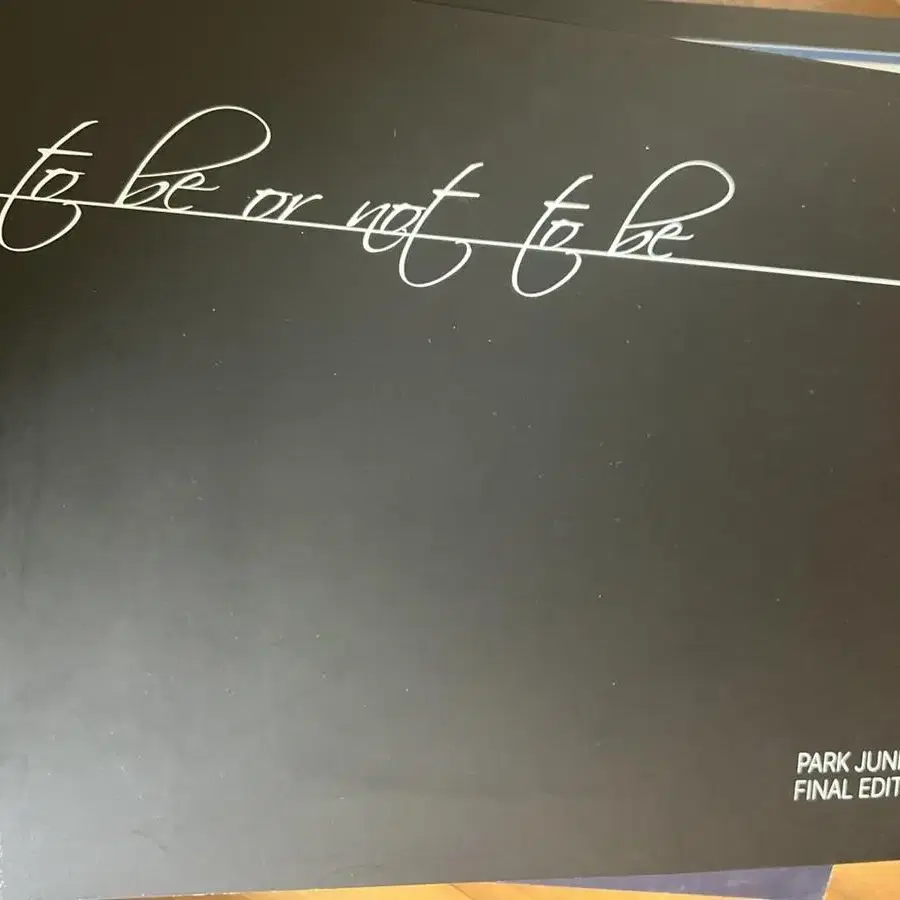 to be or not to be
PARK JUN
FINAL EDIT